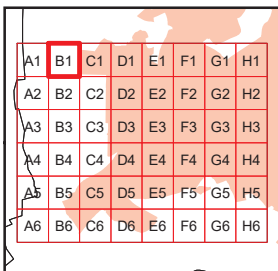 A1 B1 C1 D1 E1 F1 G1 H1
A2 B2 C2 D2 E2 F2 G2 H2
A3 B3 C3 D3 E3 F3 G3 H3
A4 B4 C4 D4 E4 F4 G4 H4
A5 B5 C5 D5 E5 F5 G5 H5
A6 B6 C6 D6 E6 F6 G6 H6